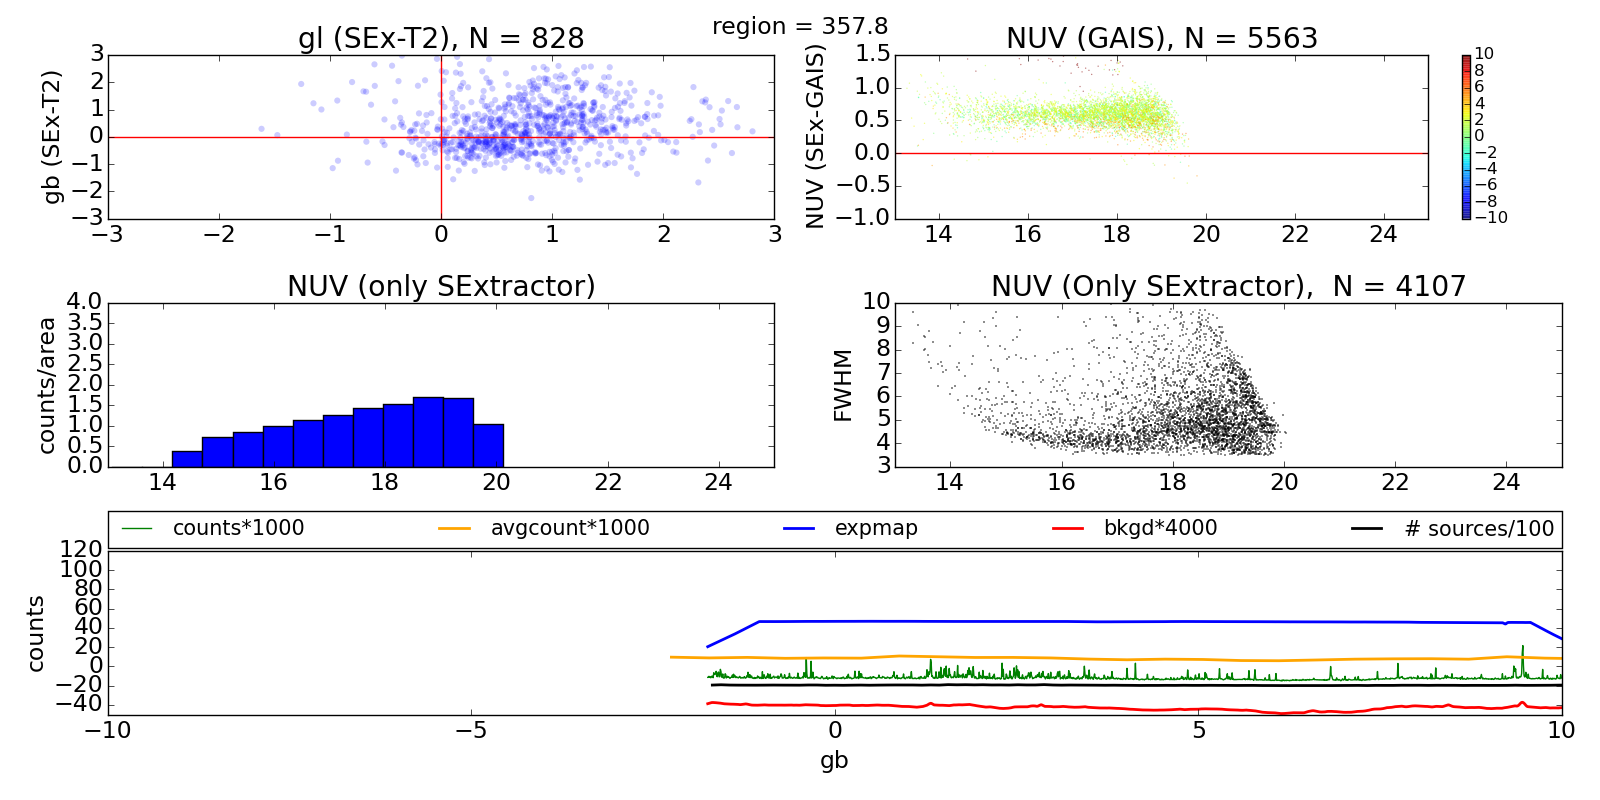 region = 357.8
gl (SEx-T2), N = 828
NUV (GAIS), N = 5563
gb (SEx-T2)
3
2
1
0
−1
−2
−3
−3 −2 −1 0 1 2 3
NUV (SEx-GAIS)
1.5
1.0
0.5
0.0
−0.5
−1.0
14 16 18 20 22 24
10
8
6
4
2
0
−2
−4
−6
−8
−10
NUV (only SExtractor)
counts/area
4.0
3.5
3.0
2.5
2.0
1.5
1.0
0.5
0.0
14 16 18 20 22 24
NUV (Only SExtractor), N = 4107
FWHM
10
9
8
7
6
5
4
3
14 16 18 20 22 24
counts*1000 avgcount*1000 expmap bkgd*4000 # sources/100
counts
120
100
80
60
40
20
0
−20
−40
−10 −5 0 5 10
gb